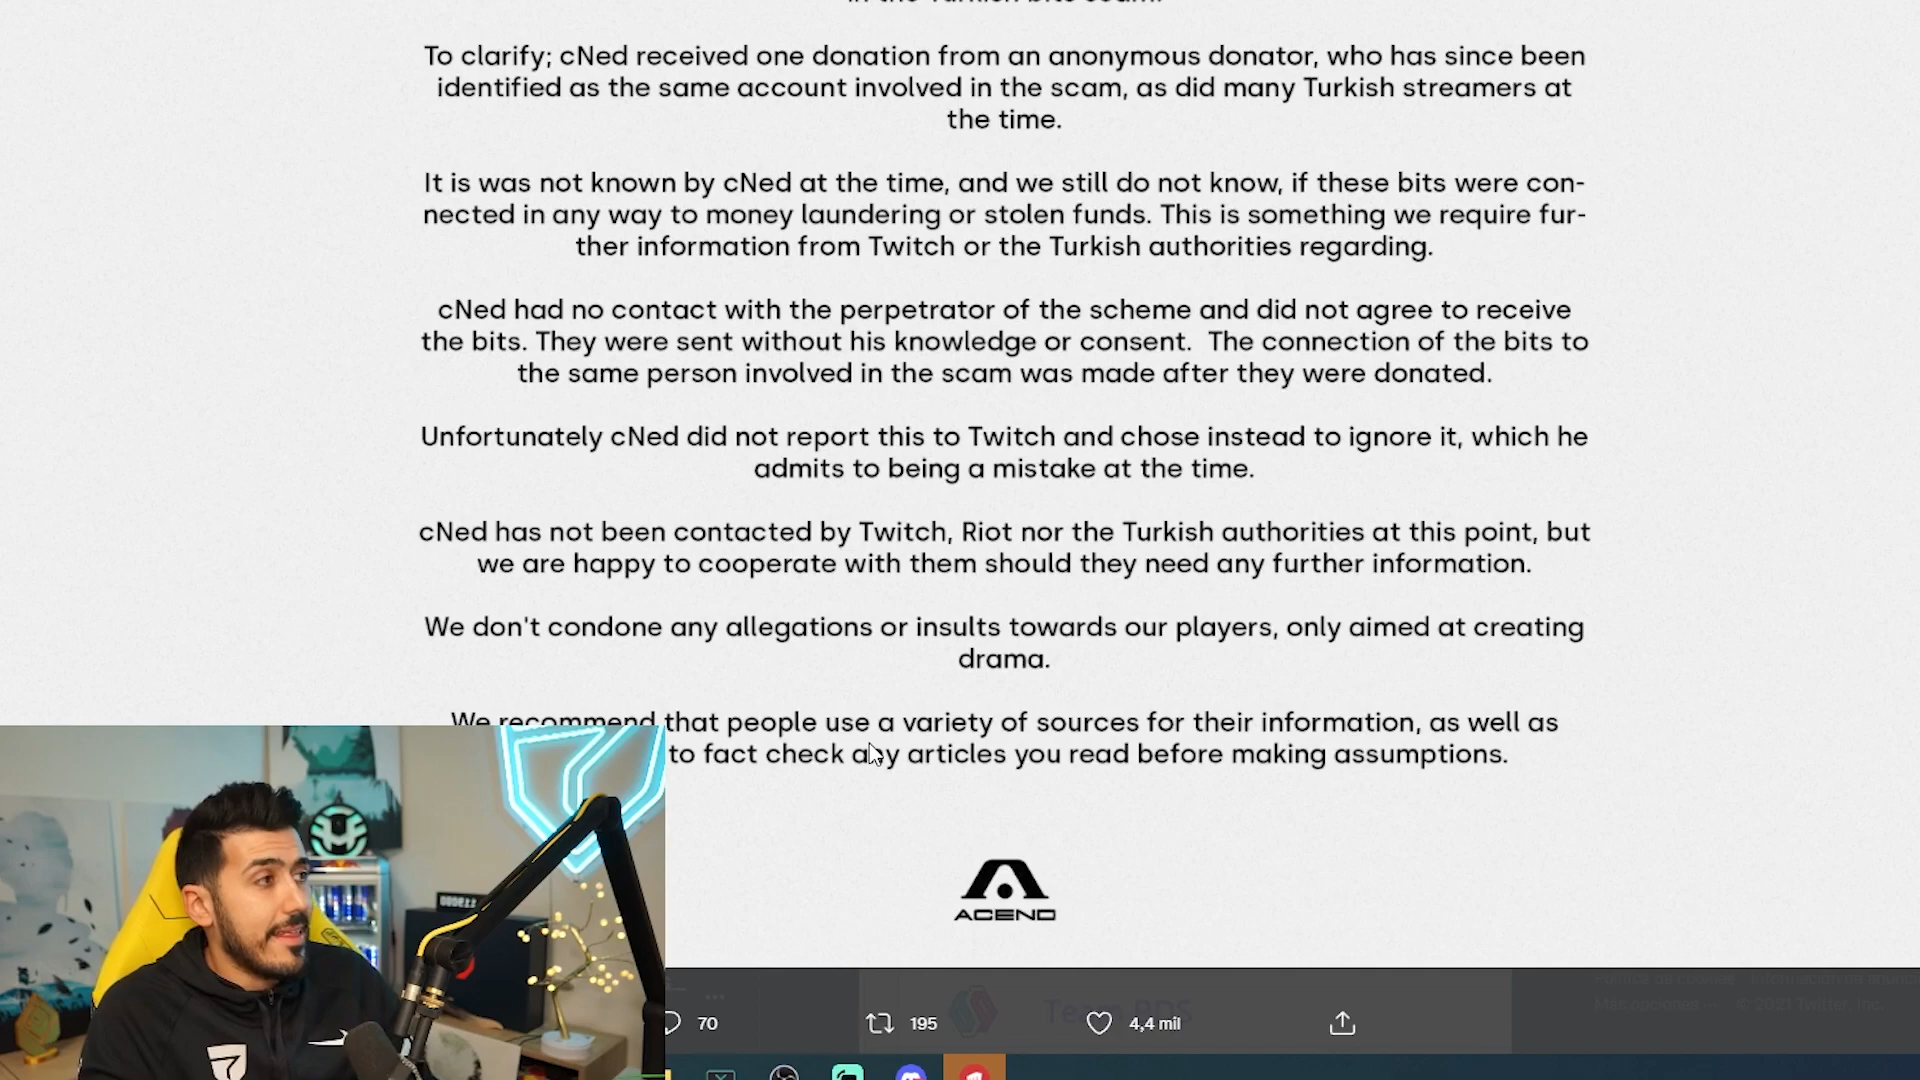 To clarify; cNed received one donation from an anonymous donator, who has since been
identified as the same account involved in the scam, as did many Turkish streamers at
the time.
It is was not known by cNed at the time, and we still do not know, if these bits were con-
nected in any way to money laundering or stolen funds. This is something we require fur-
ther information from Twitch or the Turkish authorities regarding.
cNed had no contact with the perpetrator of the scheme and did not agree to receive
the bits. They were sent without his knowledge or consent. The connection of the bits to
the same person involved in the scam was made after they were donated.
Unfortunately cNed did not report this to Twitch and chose instead to ignore it, which he
admits to being a mistake at the time.
cNed has not been contacted by Twitch, Riot nor the Turkish authorities at this point, but
we are happy to cooperate with them should they need any further information.
We don't condone any allegations or insults towards our players, only aimed at creating
drama.
We recommend that people use a variety of sources for their information, as well as
to fact check any articles you read before making assumptions.
ACEND
Más opciones
© 2021 Twitter, Inc.
70
195
4,4 mil